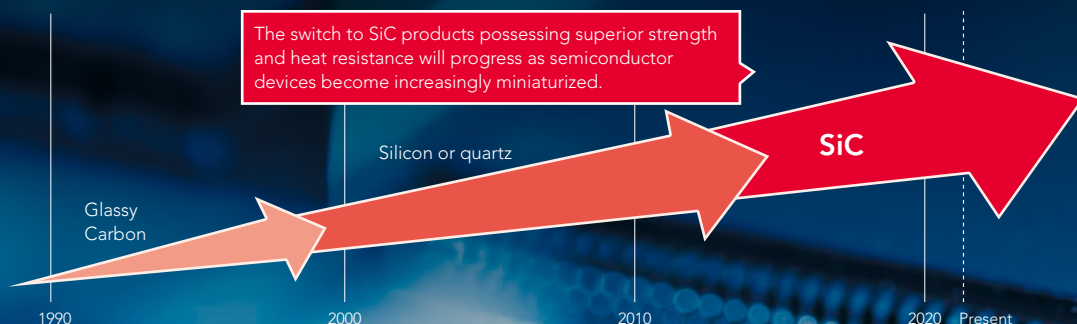 The switch to SiC products possessing superior strength
and heat resistance will progress as semiconductor
devices become increasingly miniaturized.
SiC
Silicon or quartz
Glassy
Carbon
1990
2000
2010
2020
Present